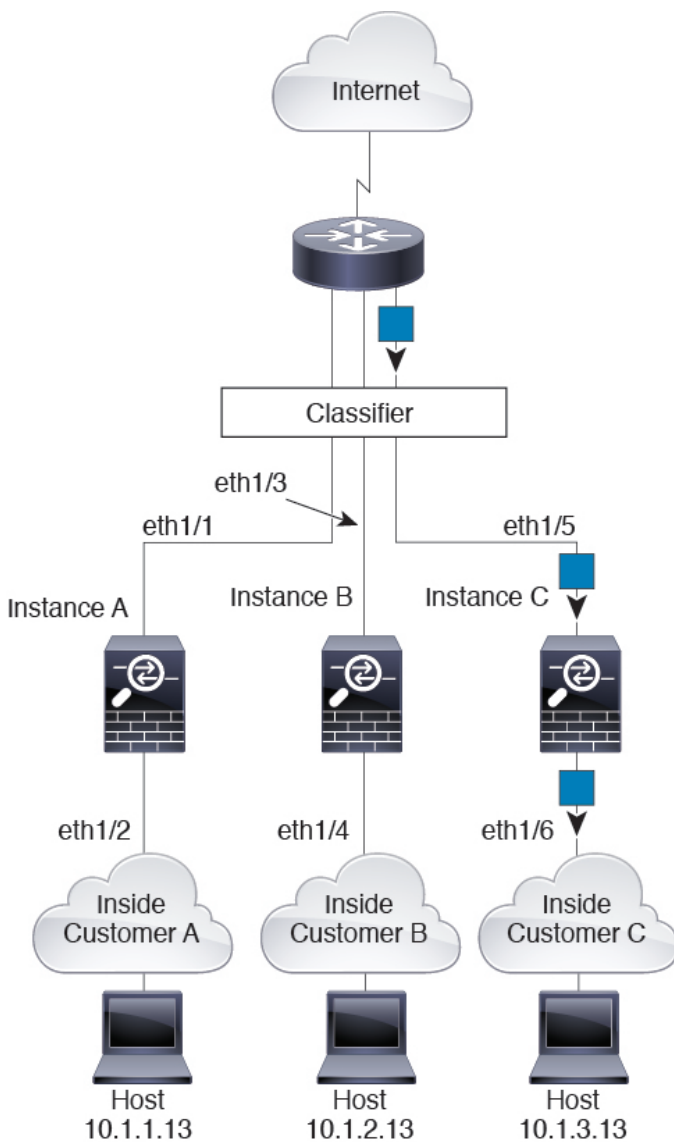 Internet
Classifier
eth1/3
eth1/1
eth1/5
Instance A
Instance B
Instance C
eth1/2
eth1/4
eth1/6
Inside
Customer A
Inside
Customer B
Inside
Customer C
Host
10.1.1.13
Host
10.1.2.13
Host
10.1.3.13